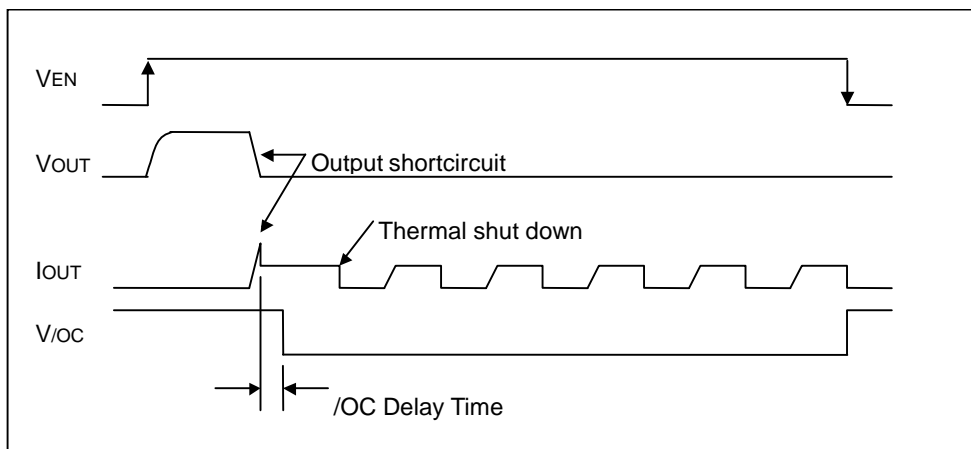 VEN
VOUT
Output shortcircuit
Thermal shut down
IOUT
V/OC
/OC Delay Time